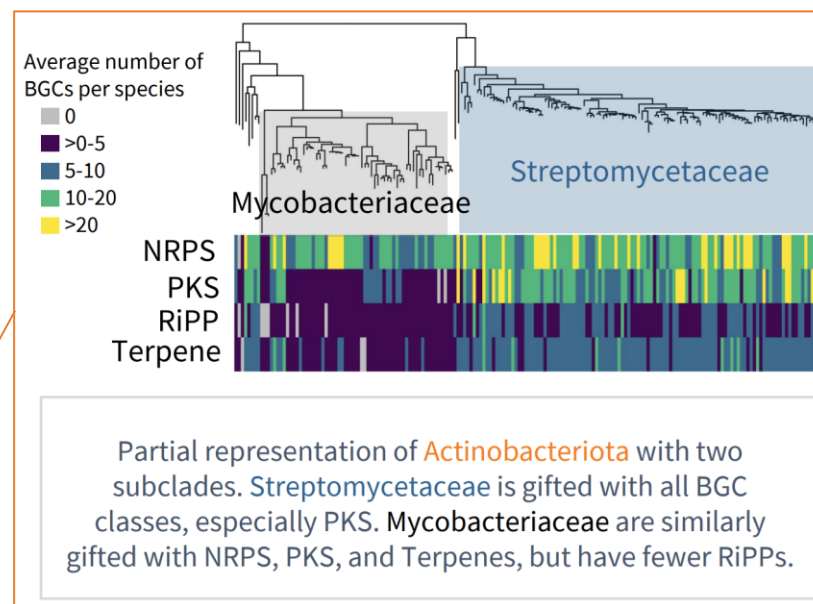 Average number of
BGCs per species
0
>0-5
5-10
10-20
>20
Streptomycetaceae
Mycobacteriaceae
NRPS
PKS
RiPP
Terpene
Partial representation of Actinobacteriota with two
subclades. Streptomycetaceae is gifted with all BGC
classes, especially PKS. Mycobacteriaceae are similarly
gifted with NRPS, PKS, and Terpenes, but have fewer RiPPs.